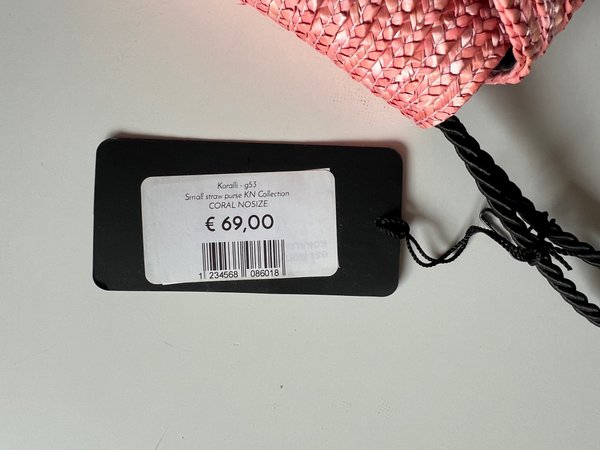 Koralli - g53
Small straw purse KN Collection
CORAL NOSIZE
€ 69,00
1 234568 086018